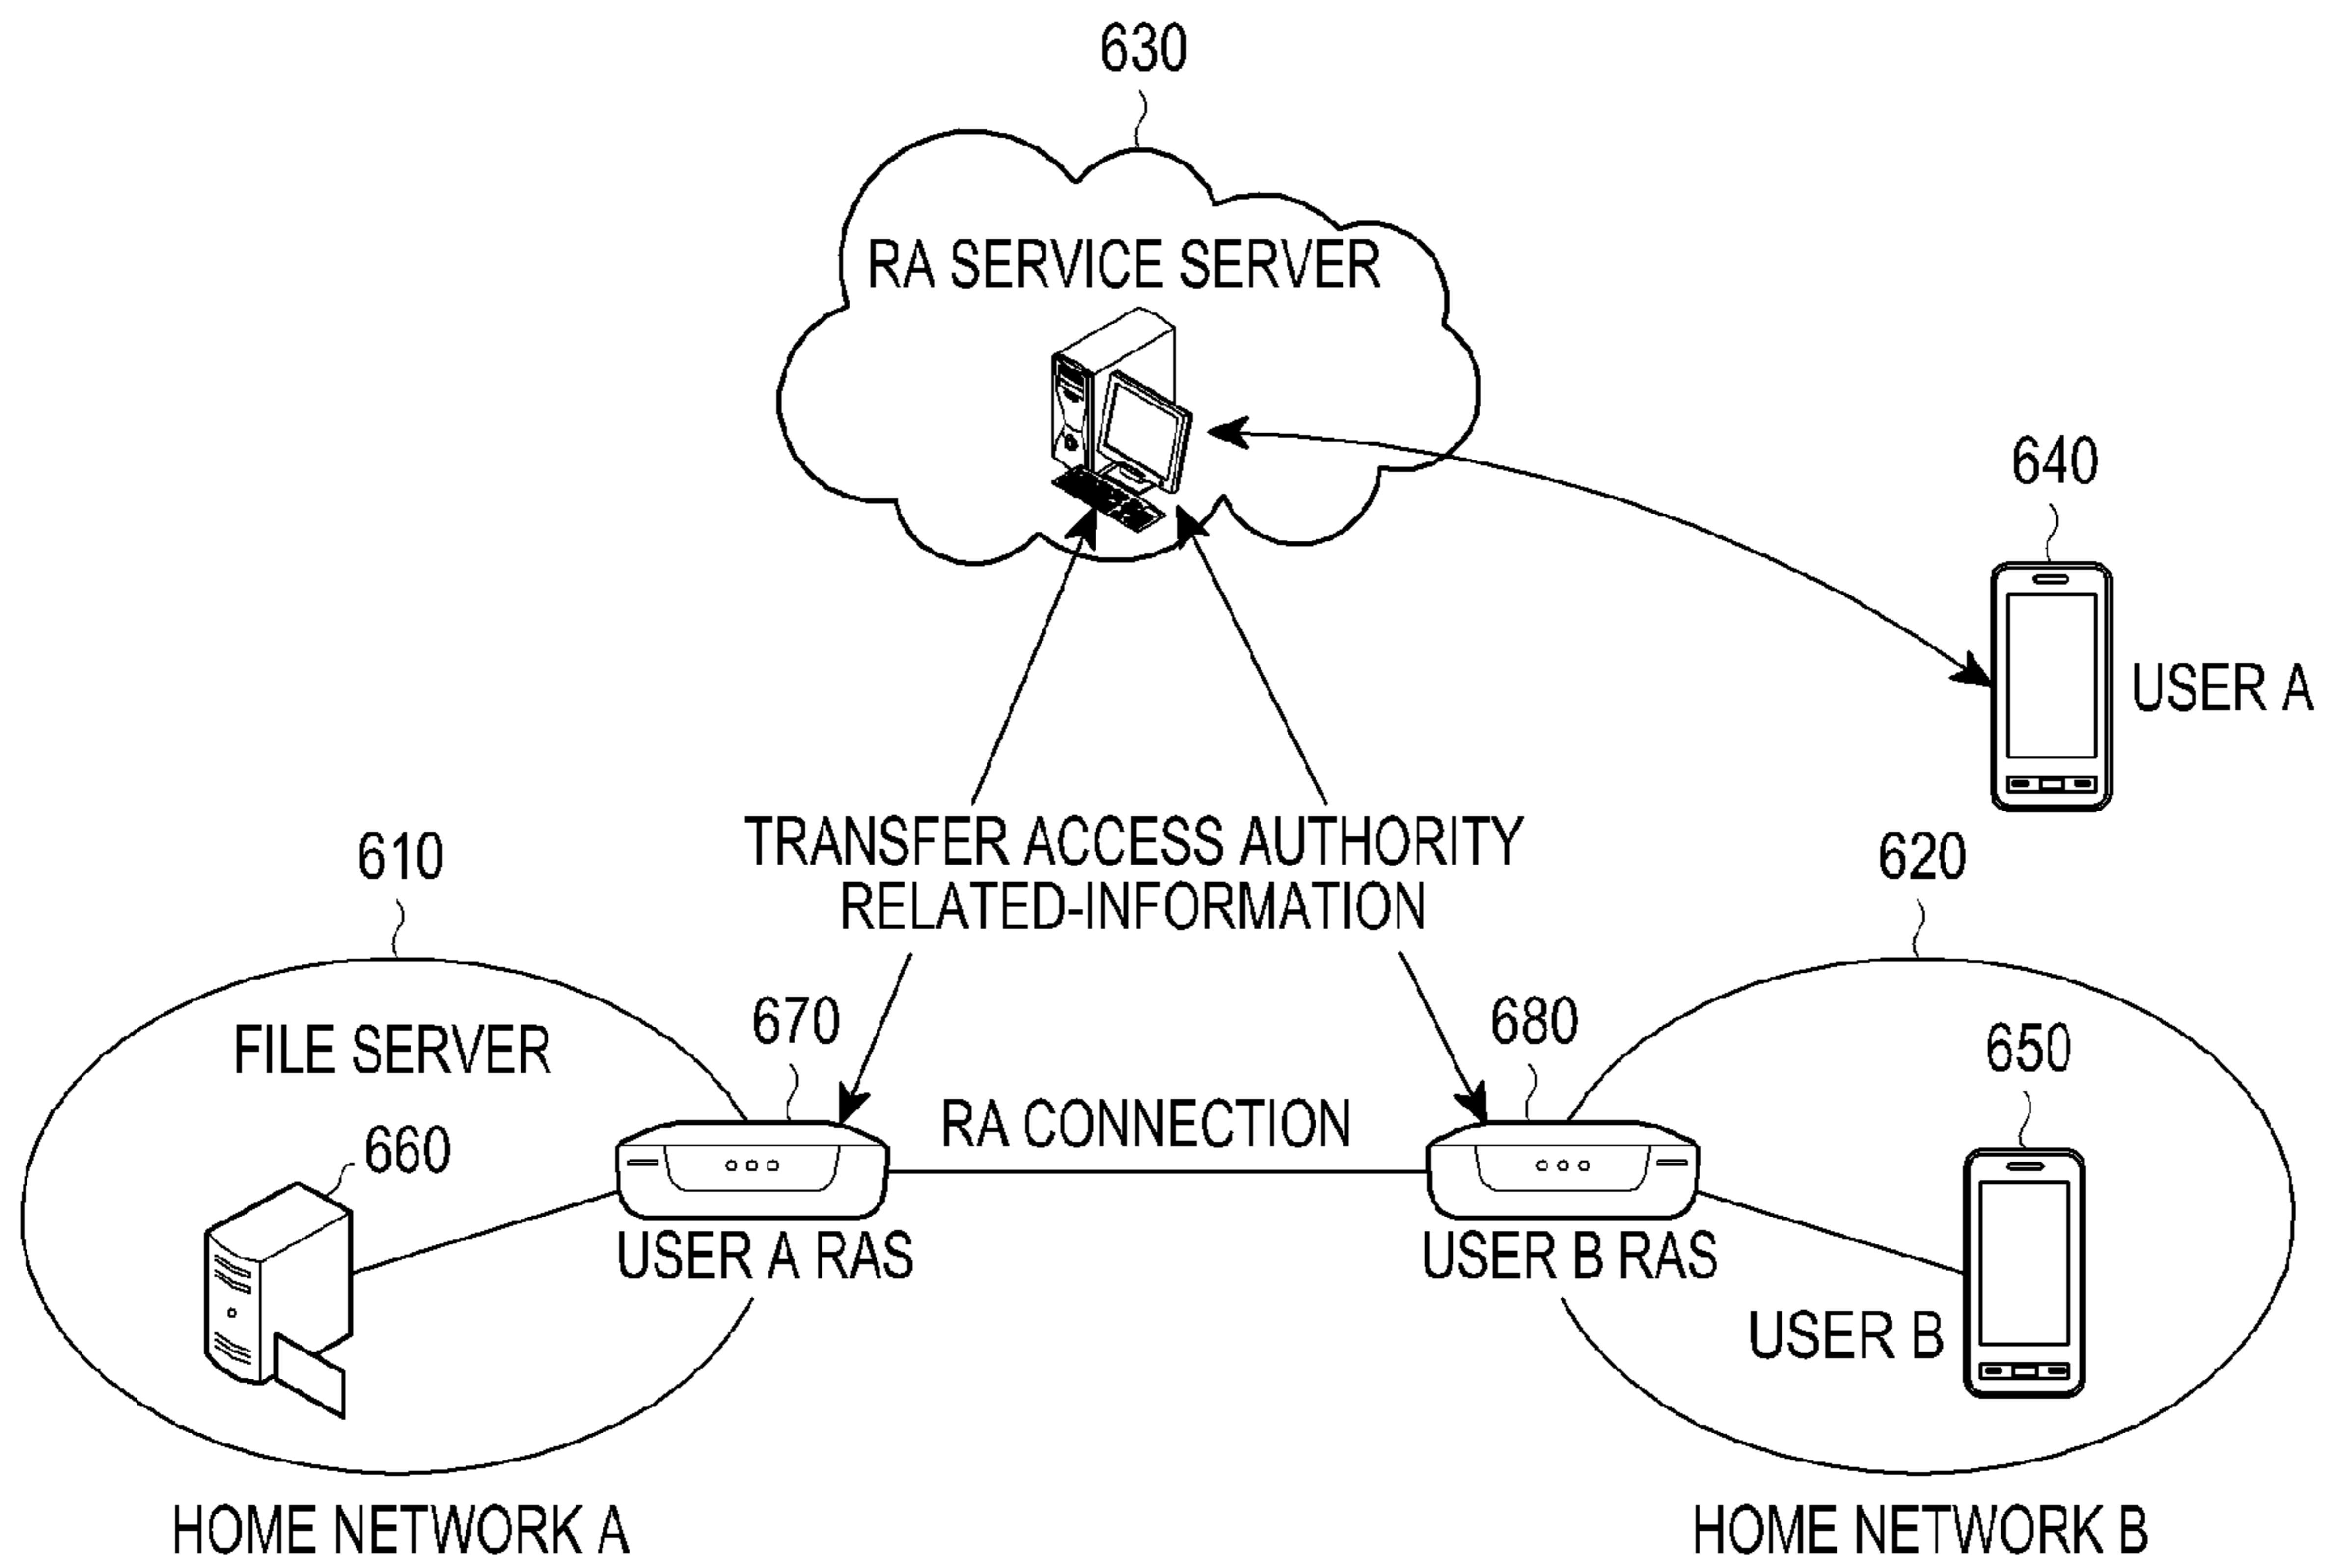 630
RA SERVICE SERVER
640
USER A
TRANSFER ACCESS AUTHORITY
RELATED-INFORMATION
610
620
FILE SERVER
670
680
650
RA CONNECTION
660
USER A RAS
USER B RAS
USER B
HOME NETWORK A
HOME NETWORK B